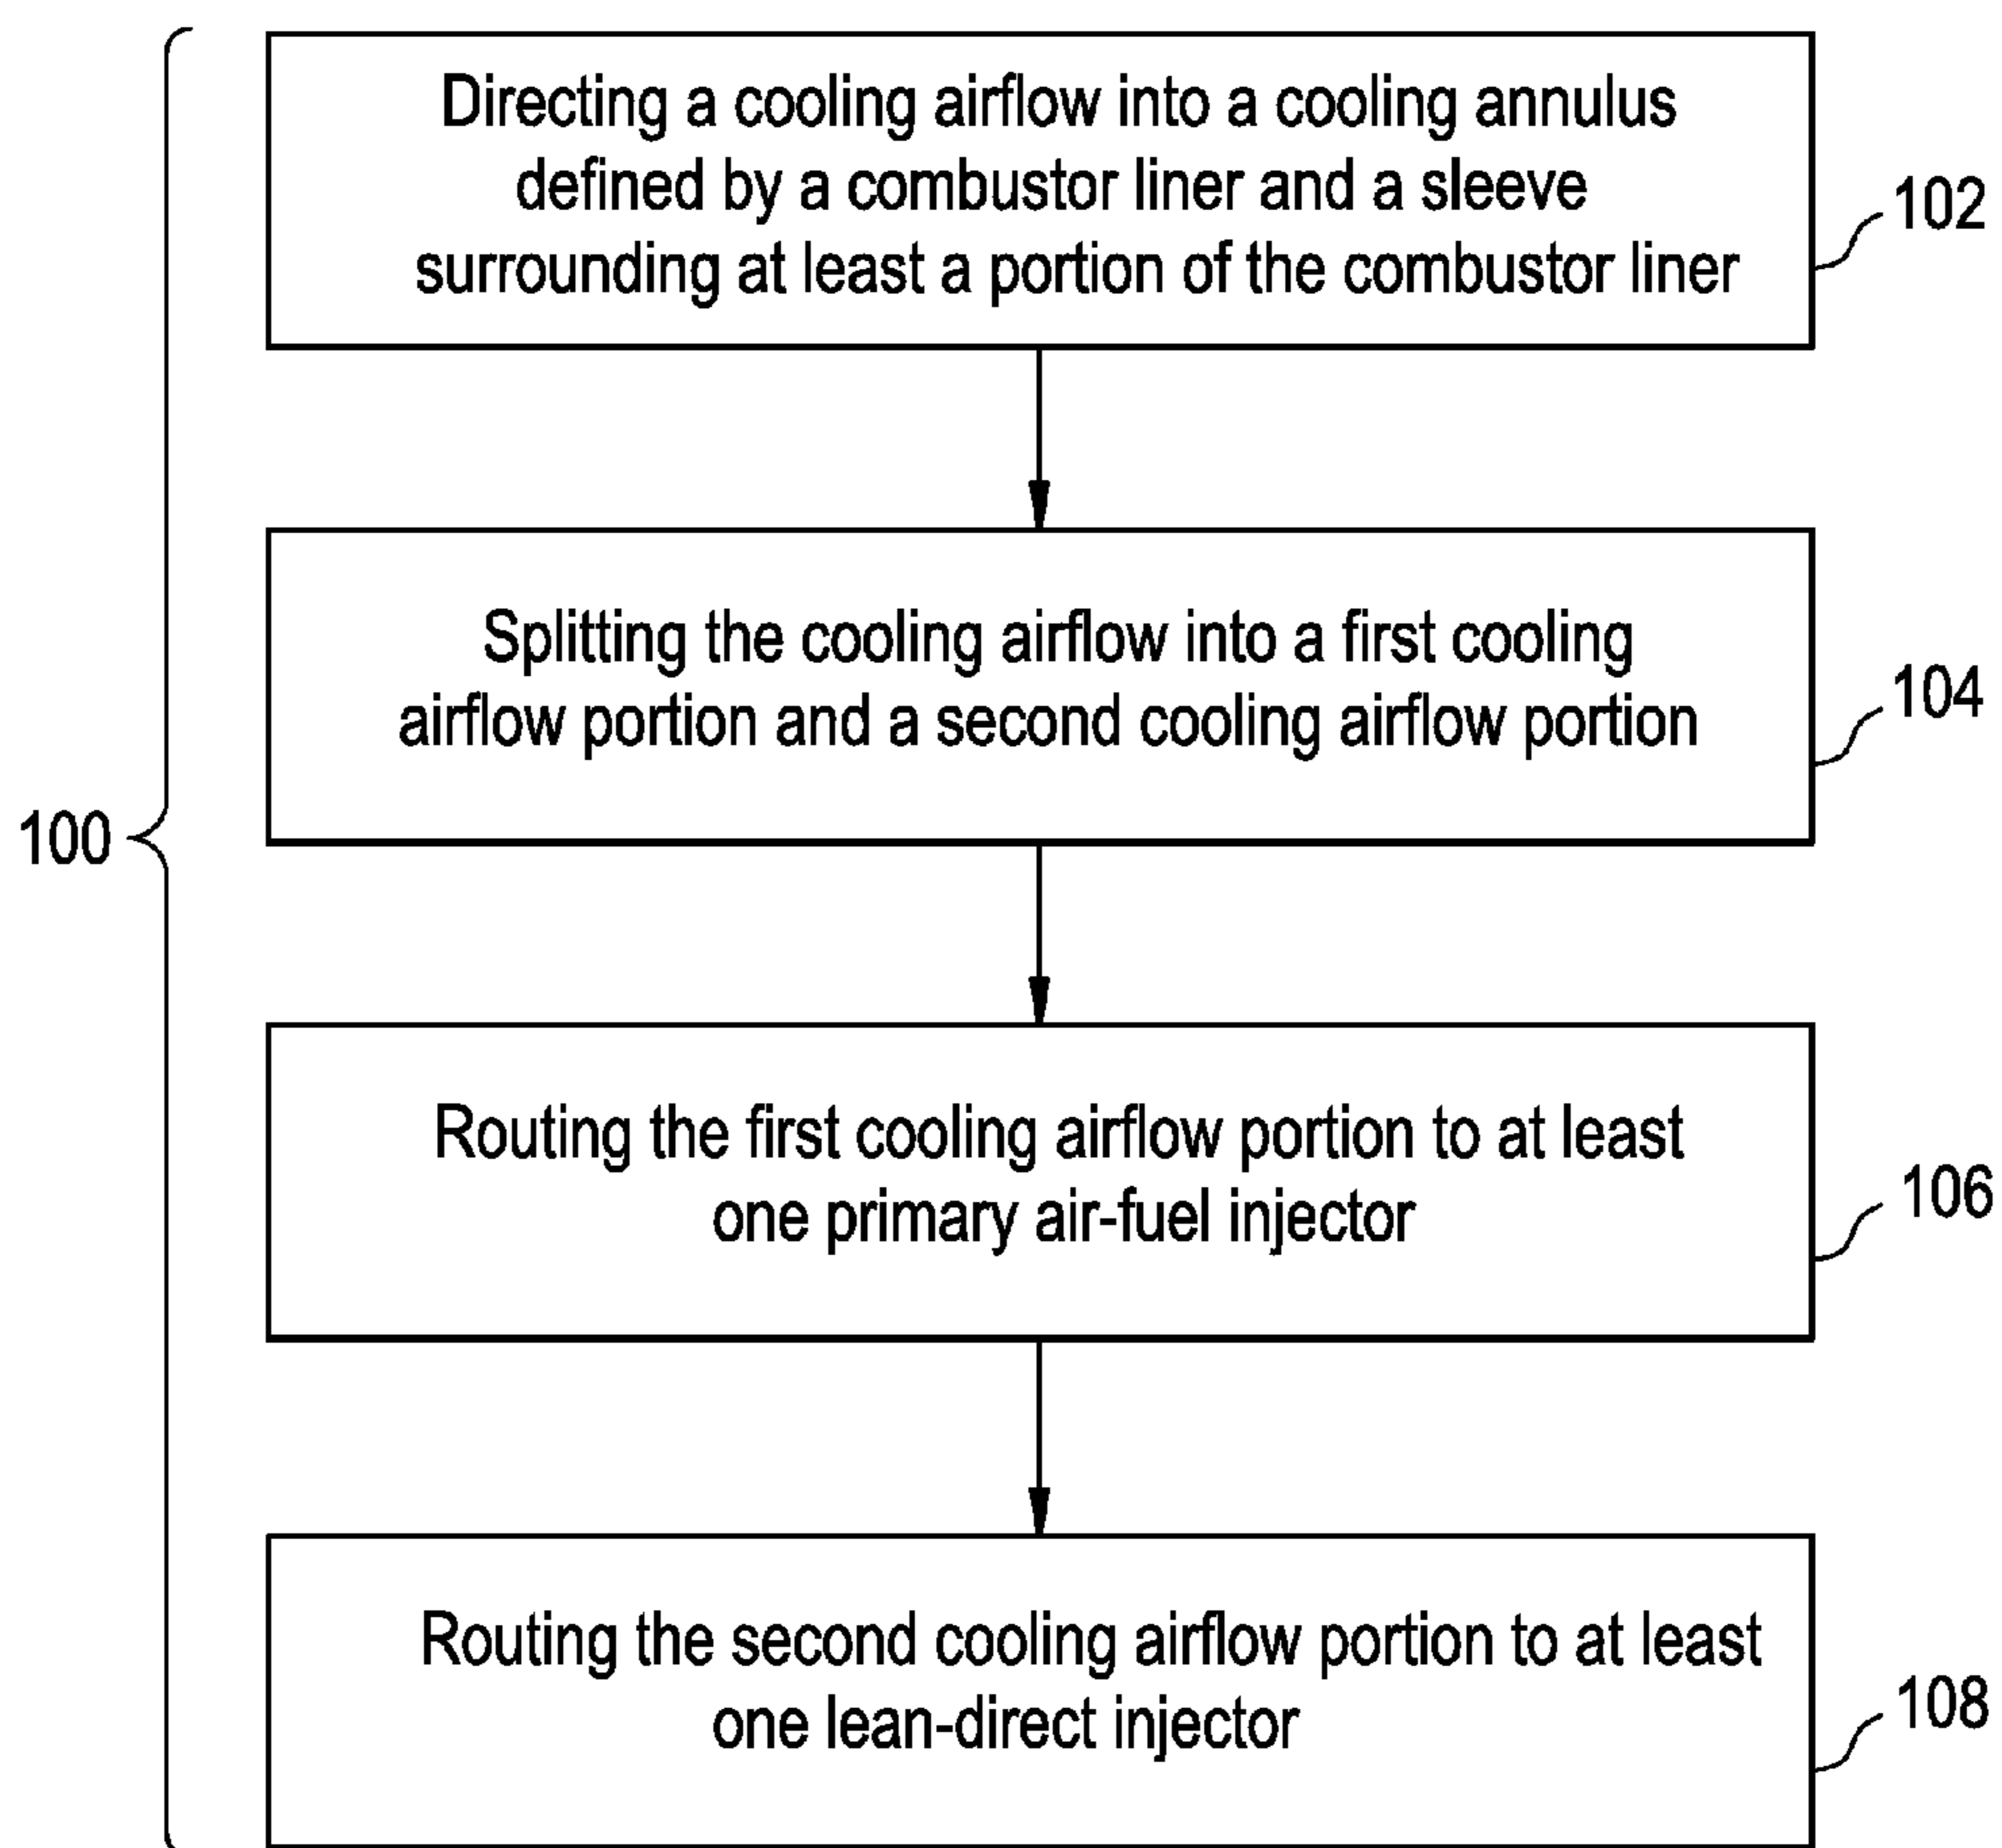 Directing a cooling airflow into a cooling annulus
defined by a combustor liner and a sleeve
surrounding at least a portion of the combustor liner
102
Splitting the cooling airflow into a first cooling
airflow portion and a second cooling airflow portion
104
100
Routing the first cooling airflow portion to at least
one primary air-fuel injector
106
Routing the second cooling airflow portion to at least
one lean-direct injector
108